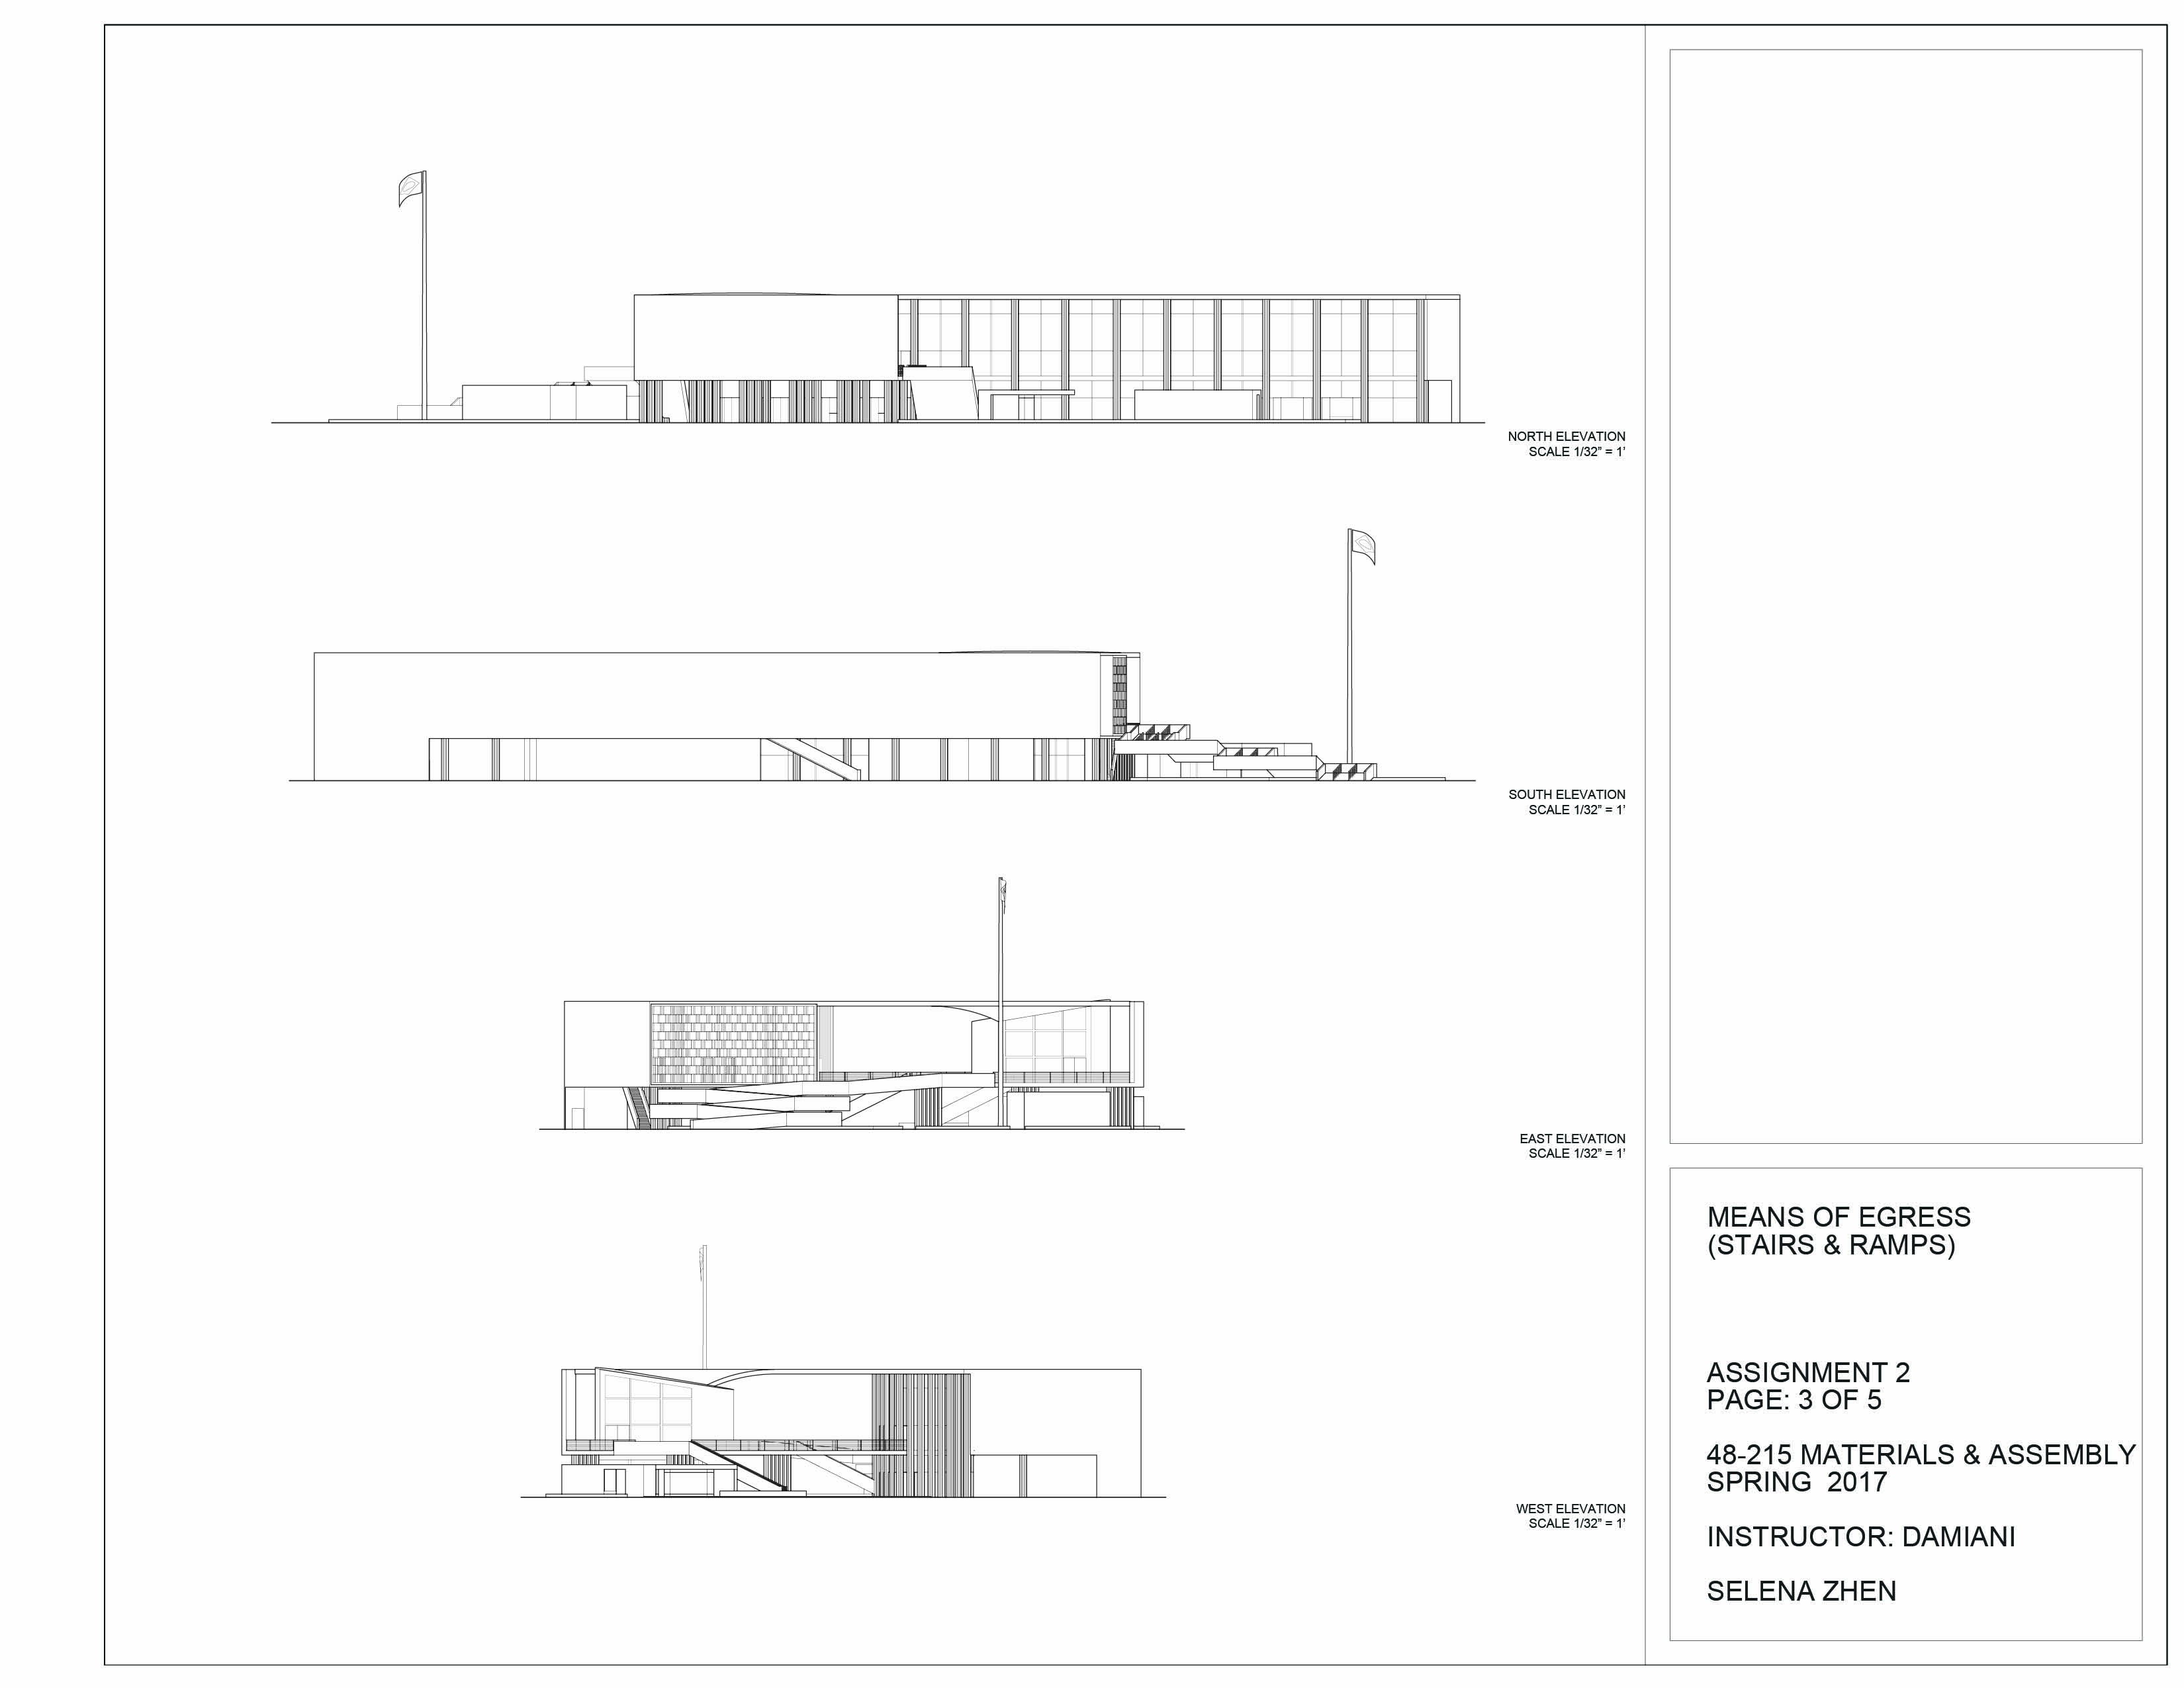 NORTH ELEVATION
SCALE 1/32” = 1’
SOUTH ELEVATION
SCALE 1/32” = 1’
EAST ELEVATION
SCALE 1/32” = 1’
WEST ELEVATION
SCALE 1/32” = 1’
MEANS OF EGRESS
(STAIRS & RAMPS)
ASSIGNMENT 2
PAGE: 3 OF 5
48-215 MATERIALS & ASSEMBLY
SPRING  2017
INSTRUCTOR: DAMIANI
SELENA ZHEN